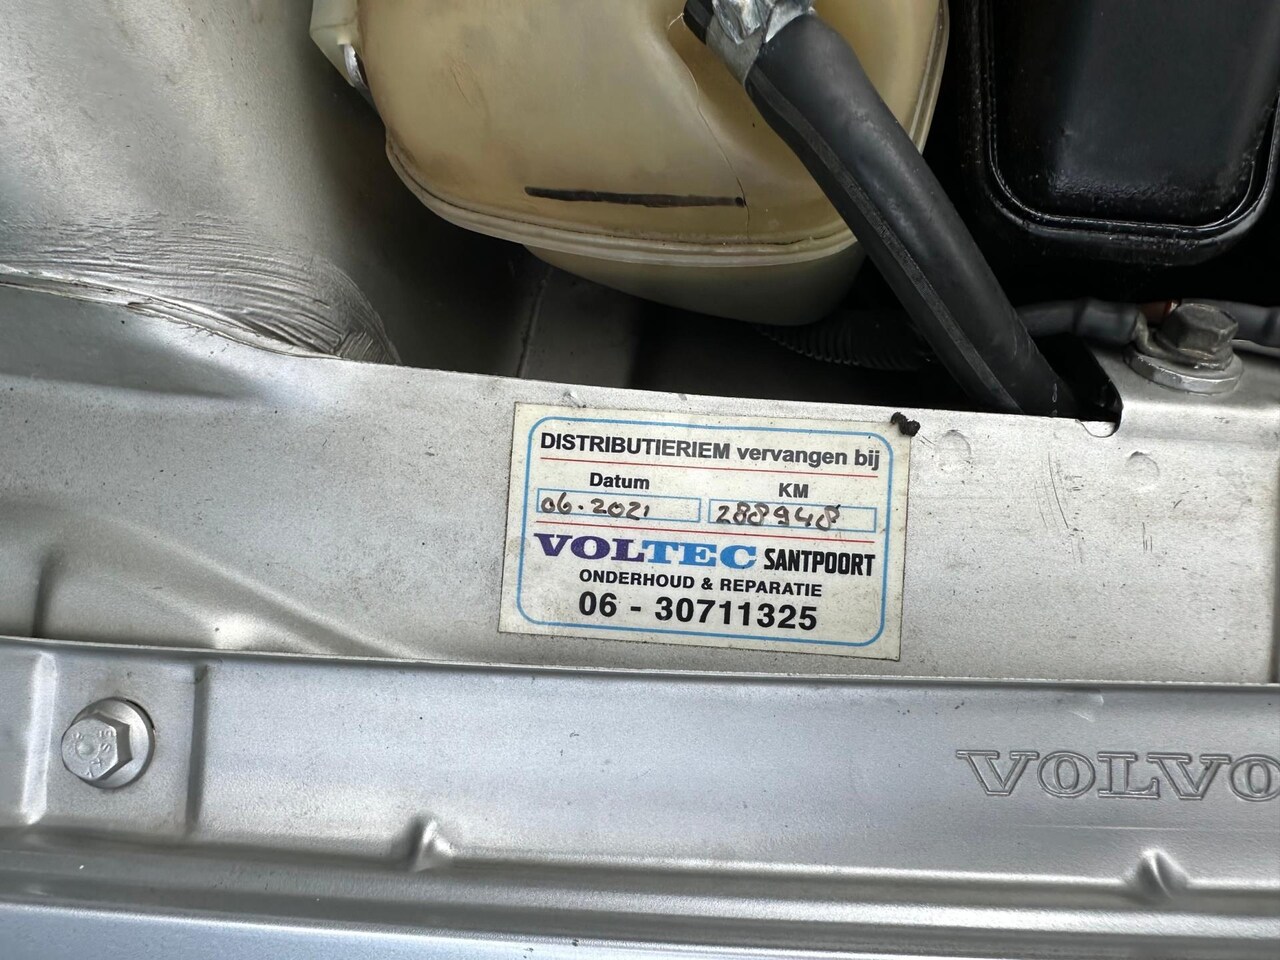 DISTRIBUTIERIEM vervangen bij
Datum KM
06-2021 288948
VOLTEC SANTPOORT
ONDERHOUD & REPARATIE
06 - 30711325
VOLVO